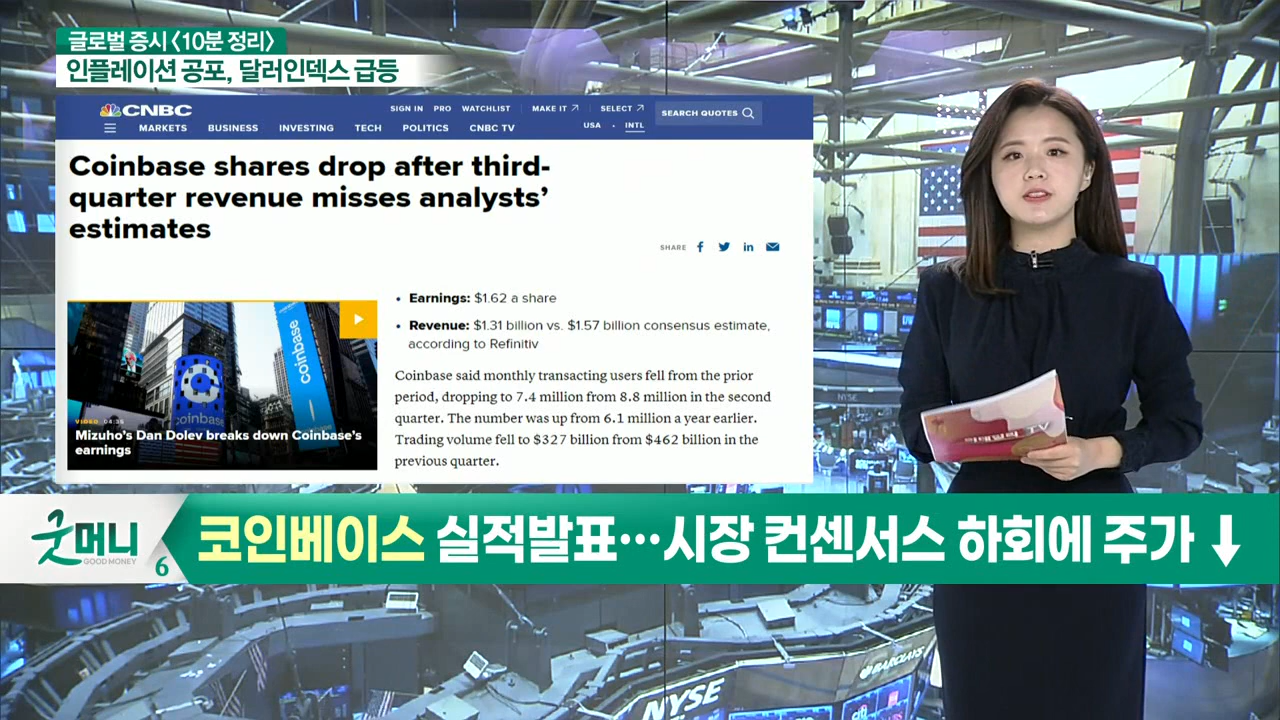 글로벌 증시 <10분 정리>
인플레이션 공포, 달러인덱스 급등
CNBC
SIGN IN PRO WATCHLIST MAKE IT SELECT
SEARCH QUOTES
USA · INTL
MARKETS BUSINESS INVESTING TECH POLITICS CNBC TV
Coinbase shares drop after third-
quarter revenue misses analysts’
estimates
SHARE
• Earnings: $1.62 a share
• Revenue: $1.31 billion vs. $1.57 billion consensus estimate,
according to Refinitiv
Coinbase said monthly transacting users fell from the prior
period, dropping to 7.4 million from 8.8 million in the second
quarter. The number was up from 6.1 million a year earlier.
Trading volume fell to $327 billion from $462 billion in the
previous quarter.
coinbase
coinbase
VIDEO 04:35
Mizuho’s Dan Dolev breaks down Coinbase’s
earnings
굿머니
GOOD MONEY
6
코인베이스 실적발표…시장 컨센서스 하회에 주가 ↓
NYSE
BARCLAYS
citi
NYSE